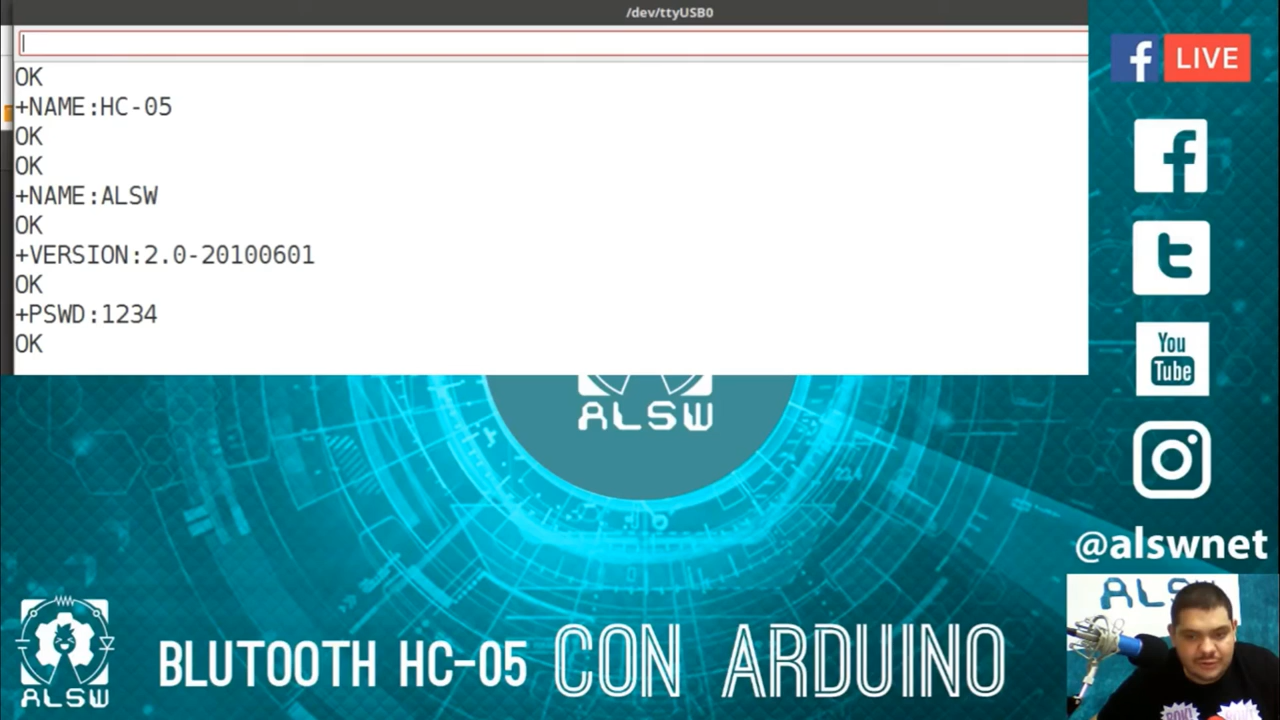 /dev/ttyUSB0
OK
+NAME:HC-05
OK
OK
+NAME:ALSW
OK
+VERSION:2.0-20100601
OK
+PSWD:1234
OK
LIVE
You
Tube
@alswnet
ALSW
ALSW
BLUTOOTH HC-05 CON ARDUINO